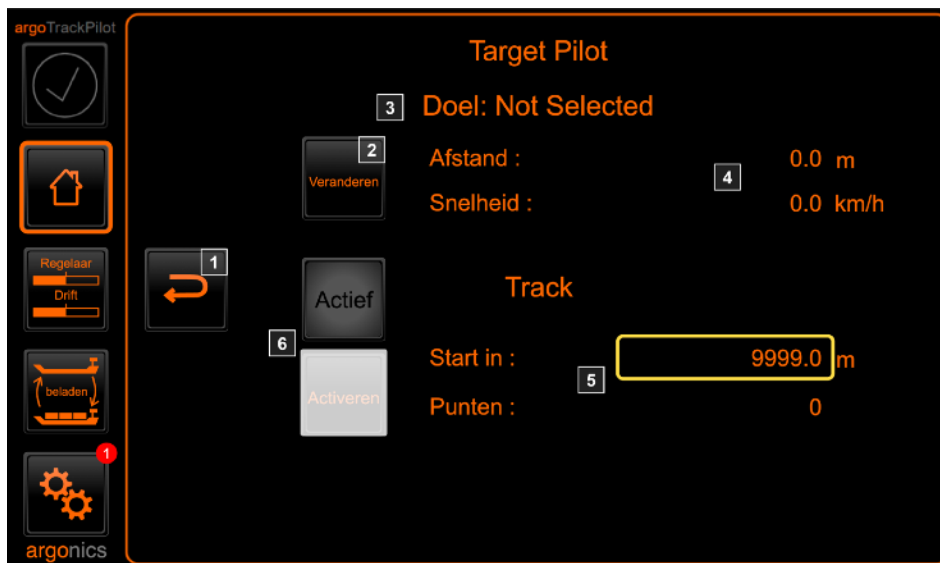 argoTrackPilot
Target Pilot
3 Doel: Not Selected
2
Veranderen
Afstand : 0.0 m
4
Snelheid : 0.0 km/h
Regelaar
Drift
1
Actief
Track
6
Start in : 9999.0 m
5
Activeren
Punten : 0
beladen
1
argonics